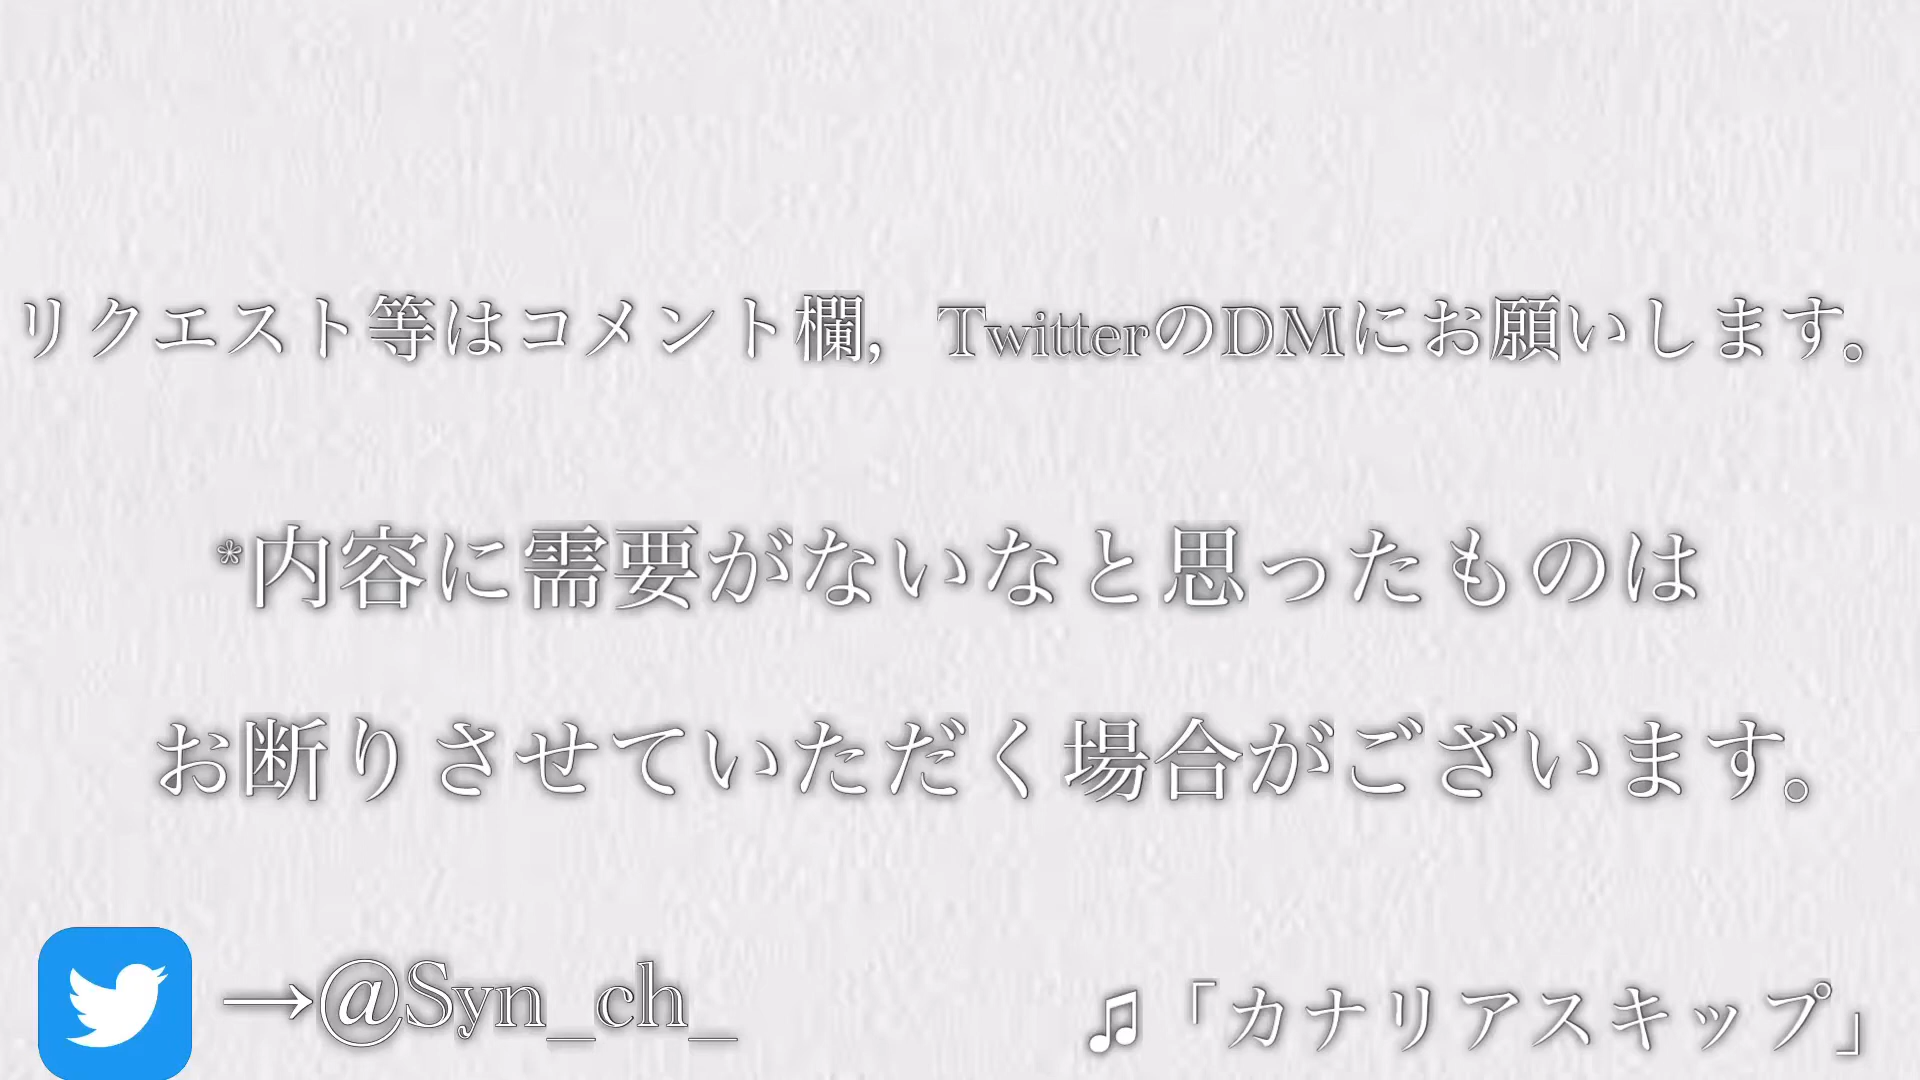 リクエスト等はコメント欄, TwitterのDMにお願いします。
*内容に需要がないなと思ったものは
お断りさせていただく場合がございます。
→@Syn_ch_
♫「カナリアスキップ」